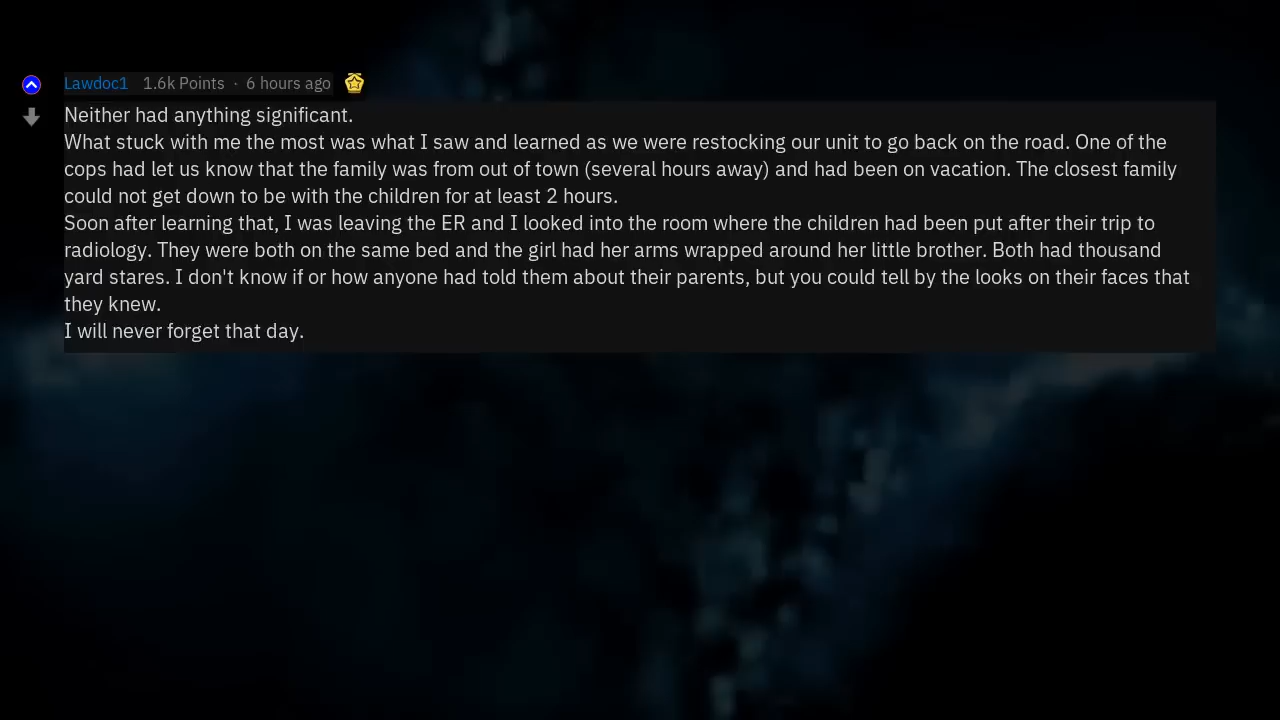 Lawdoc1 1.6k Points · 6 hours ago
Neither had anything significant.
What stuck with me the most was what I saw and learned as we were restocking our unit to go back on the road. One of the
cops had let us know that the family was from out of town (several hours away) and had been on vacation. The closest family
could not get down to be with the children for at least 2 hours.
Soon after learning that, I was leaving the ER and I looked into the room where the children had been put after their trip to
radiology. They were both on the same bed and the girl had her arms wrapped around her little brother. Both had thousand
yard stares. I don't know if or how anyone had told them about their parents, but you could tell by the looks on their faces that
they knew.
I will never forget that day.